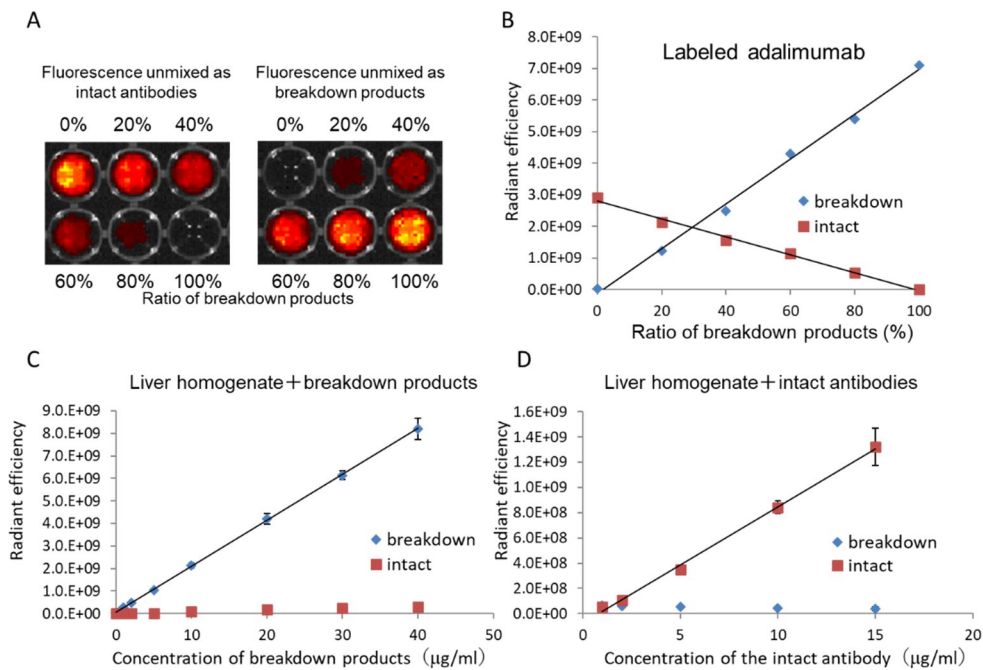 A
Fluorescence unmixed as
intact antibodies
0% 20% 40%
60% 80% 100%
Fluorescence unmixed as
breakdown products
0% 20% 40%
60% 80% 100%
Ratio of breakdown products
B
Labeled adalimumab
Radiant efficiency
8.0E+09
7.0E+09
6.0E+09
5.0E+09
4.0E+09
3.0E+09
2.0E+09
1.0E+09
0.0E+00
breakdown
intact
0 20 40 60 80 100
Ratio of breakdown products (%)
C
Liver homogenate+breakdown products
Radiant efficiency
9.0.E+09
8.0.E+09
7.0.E+09
6.0.E+09
5.0.E+09
4.0.E+09
3.0.E+09
2.0.E+09
1.0.E+09
0.0.E+00
breakdown
intact
0 10 20 30 40 50
Concentration of breakdown products (μg/ml)
D
Liver homogenate+intact antibodies
Radiant efficiency
1.6E+09
1.4E+09
1.2E+09
1.0E+09
8.0E+08
6.0E+08
4.0E+08
2.0E+08
0.0E+00
breakdown
intact
0 5 10 15 20
Concentration of the intact antibody (μg/ml)